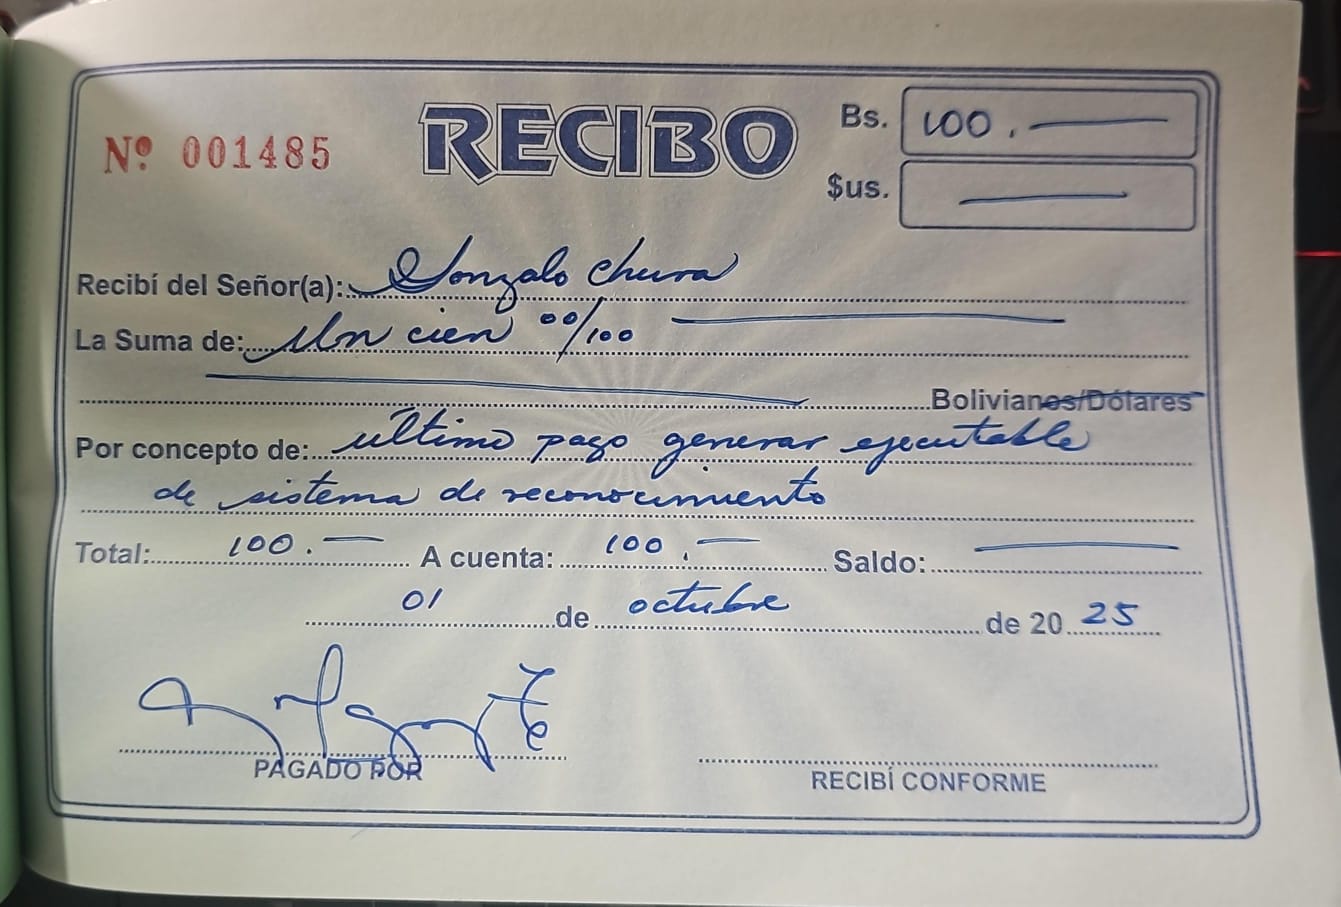 Nº 001485
RECIBO
Bs. 100.
$us.
Recibí del Señor(a): Gonzalo Chura
La Suma de: Un cien 00/100
Bolivianos/Dólares
Por concepto de: último pago generar ejecutable
de sistema de reconocimiento
Total: 100. A cuenta: 100. Saldo:
01 de octubre de 20 25
PAGADO POR
RECIBÍ CONFORME